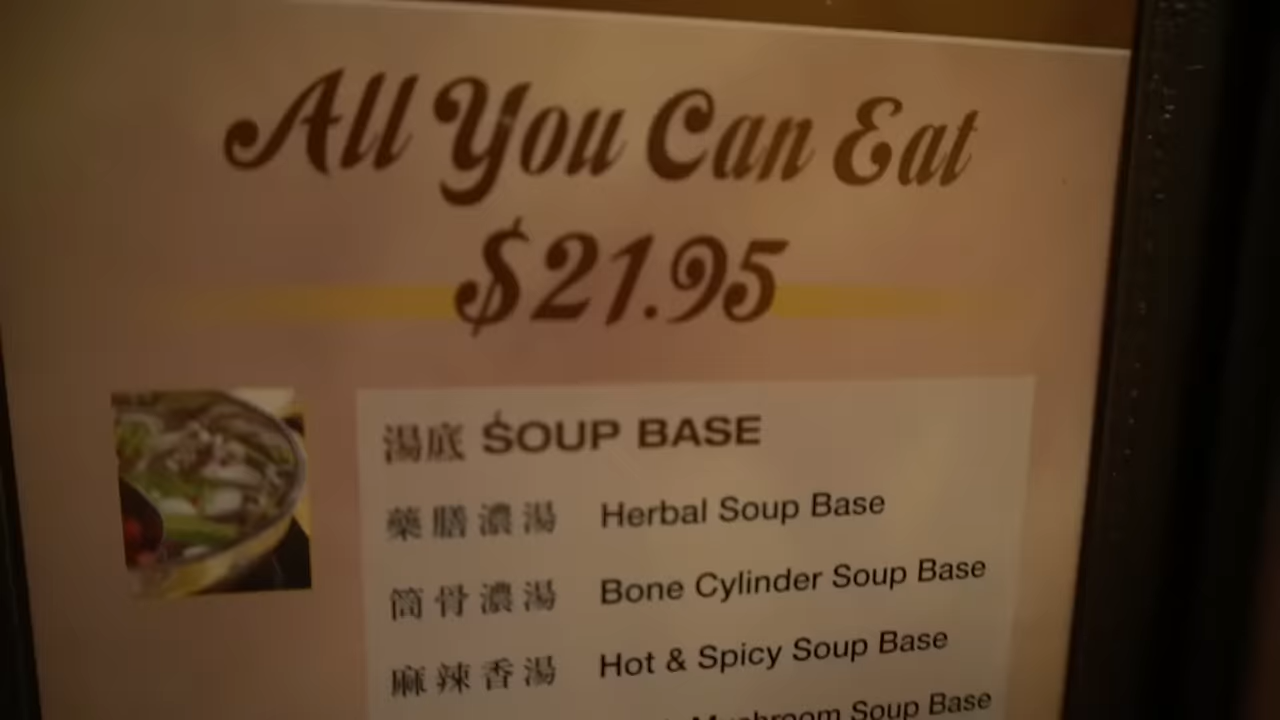 All You Can Eat
$21.95
湯底 SOUP BASE
藥膳濃湯 Herbal Soup Base
筒骨濃湯 Bone Cylinder Soup Base
麻辣香湯 Hot & Spicy Soup Base
Mushroom Soup Base